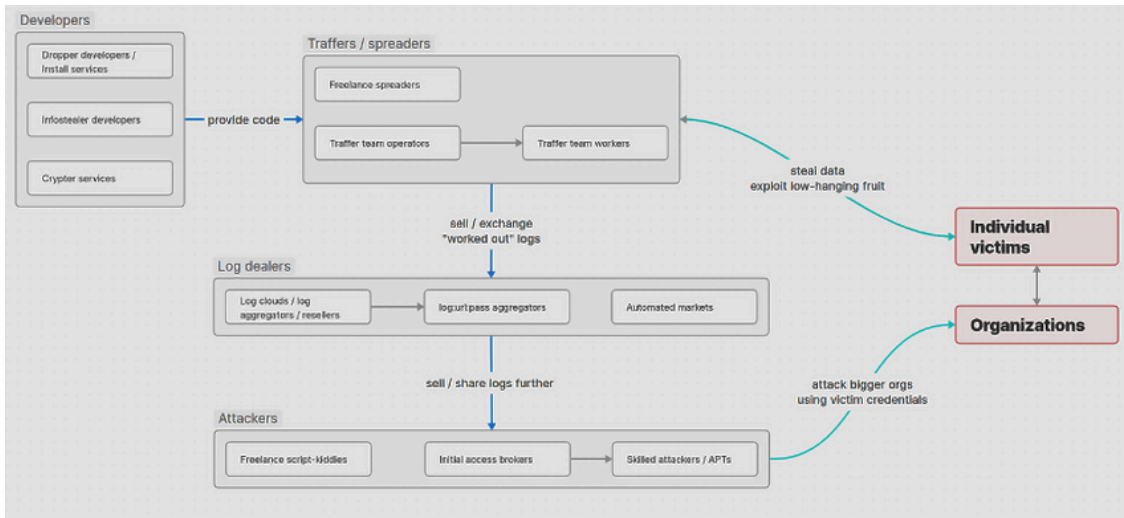 Developers
Dropper developers /
Install services
Infostealer developers
Crypter services
provide code
Traffers / spreaders
Freelance spreaders
Traffer team operators
Traffer team workers
steal data
exploit low-hanging fruit
Individual
victims
Organizations
sell / exchange
"worked out" logs
Log dealers
Log clouds / log
aggregators / resellers
log:url:pass aggregators
Automated markets
sell / share logs further
attack bigger orgs
using victim credentials
Attackers
Freelance script-kiddies
Initial access brokers
Skilled attackers / APTs